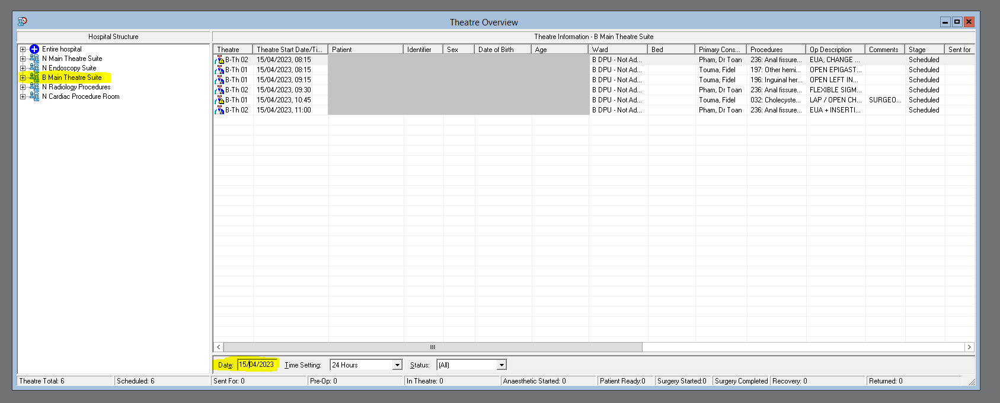 Theatre Overview
Hospital Structure
Theatre Information - B Main Theatre Suite
Entire hospital
N Main Theatre Suite
N Endoscopy Suite
B Main Theatre Suite
N Radiology Procedures
N Cardiac Procedure Room
Theatre Theatre Start Date/Ti... Patient Identifier Sex Date of Birth Age Ward Bed Primary Cons... Procedures Op Description Comments Stage Sent for
B-Th 02 15/04/2023, 08:15 B DPU - Not Ad... Pham, Dr Toan 236: Anal fissure... EUA, CHANGE ... Scheduled
B-Th 01 15/04/2023, 08:15 B DPU - Not Ad... Touma, Fidel 197: Other herni... OPEN EPIGAST... Scheduled
B-Th 01 15/04/2023, 09:15 B DPU - Not Ad... Touma, Fidel 196: Inguinal her... OPEN LEFT IN... Scheduled
B-Th 02 15/04/2023, 09:30 B DPU - Not Ad... Pham, Dr Toan 236: Anal fissure... FLEXIBLE SIGM... Scheduled
B-Th 01 15/04/2023, 10:45 B DPU - Not Ad... Touma, Fidel 032: Cholecyste... LAP / OPEN CH... SURGEO... Scheduled
B-Th 02 15/04/2023, 11:00 B DPU - Not Ad... Pham, Dr Toan 236: Anal fissure... EUA + INSERTI... Scheduled
Date: 15/04/2023 Time Setting: 24 Hours Status: (All)
Theatre Total: 6 Scheduled: 6 Sent For: 0 Pre-Op: 0 In Theatre: 0 Anaesthetic Started: 0 Patient Ready:0 Surgery Started:0 Surgery Completed Recovery: 0 Returned: 0